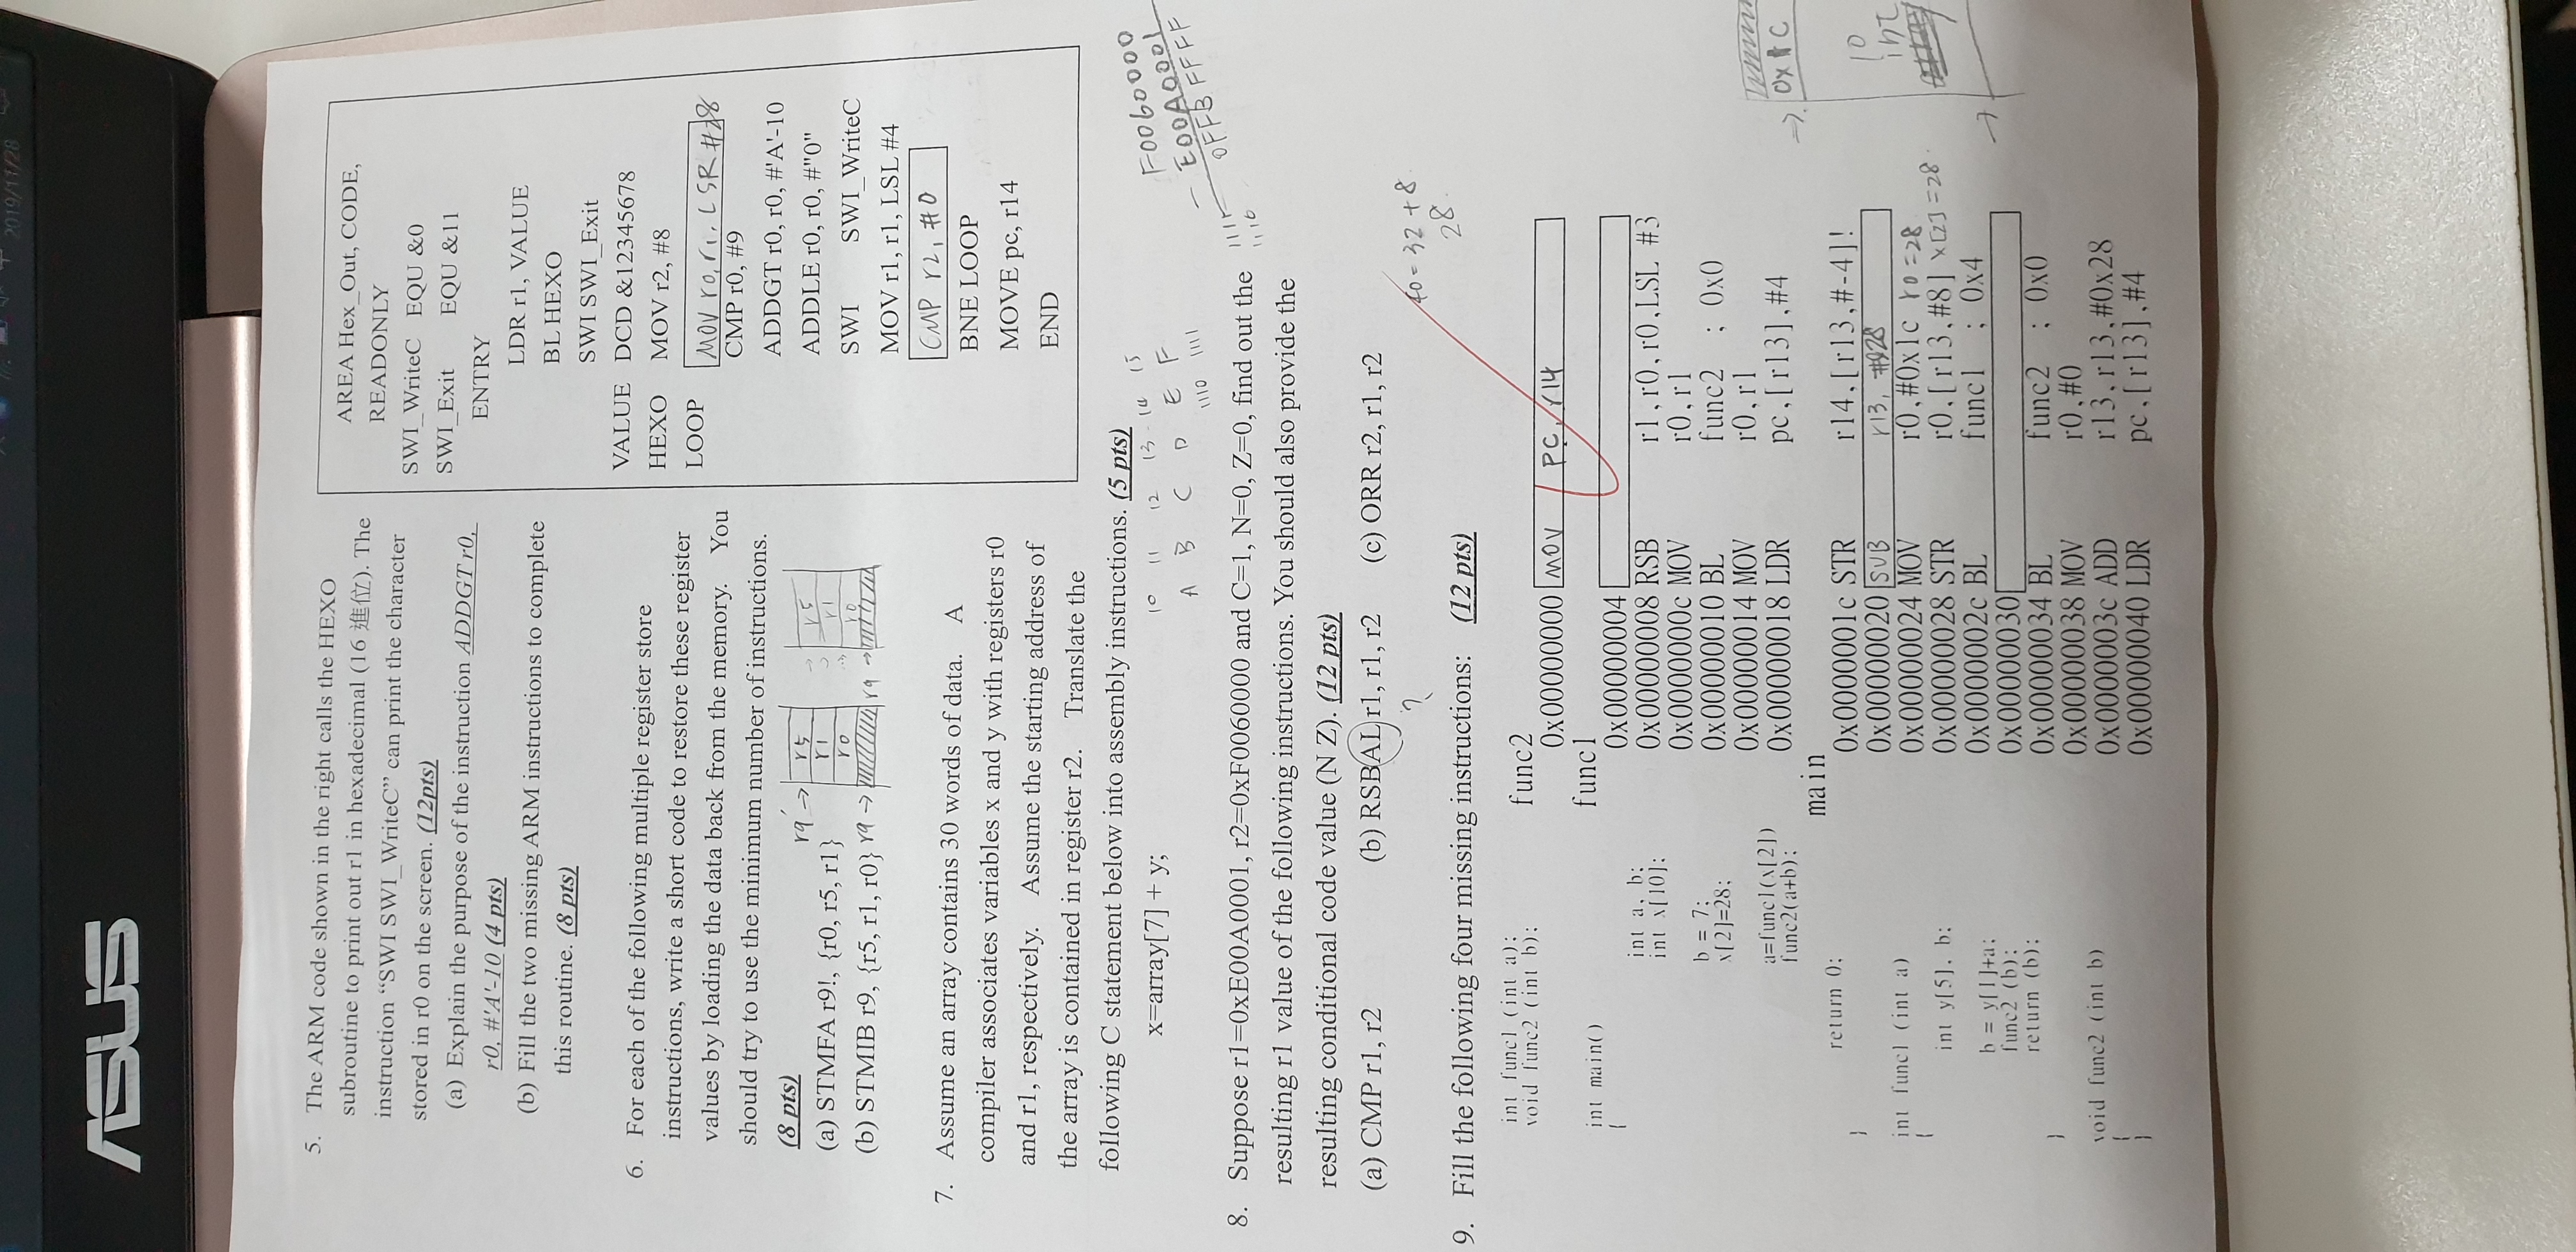 2019/11/28
ASUS
5. The ARM code shown in the right calls the HEXO
subroutine to print out r1 in hexadecimal (16 進位). The
instruction “SWI SWI_WriteC” can print the character
stored in r0 on the screen. (12pts)
(a) Explain the purpose of the instruction ADDGT r0,
r0, #'A'-10 (4 pts)
(b) Fill the two missing ARM instructions to complete
this routine. (8 pts)
6. For each of the following multiple register store
instructions, write a short code to restore these register
values by loading the data back from the memory. You
should try to use the minimum number of instructions.
(8 pts)
(a) STMFA r9!, {r0, r5, r1}
(b) STMIB r9, {r5, r1, r0}
r9' → r5
r1
r0
r9 →
r5
r1
r0
r9 →
AREA Hex_Out, CODE,
READONLY
SWI_WriteC EQU &0
SWI_Exit EQU &11
ENTRY
LDR r1, VALUE
BL HEXO
SWI SWI_Exit
VALUE DCD &12345678
HEXO MOV r2, #8
LOOP MOV r0, r1, LSR #28
CMP r0, #9
ADDGT r0, r0, #'A'-10
ADDLE r0, r0, #"0"
SWI SWI_WriteC
MOV r1, r1, LSL #4
CMP r2, #0
BNE LOOP
MOVE pc, r14
END
7. Assume an array contains 30 words of data. A
compiler associates variables x and y with registers r0
and r1, respectively. Assume the starting address of
the array is contained in register r2. Translate the
following C statement below into assembly instructions. (5 pts)
x=array[7] + y;
10 11 12 13 14 15
A B C D E F
1110 1111
F0060000
- E00A0001
0FFBFFFF
1111
1110
8. Suppose r1=0xE00A0001, r2=0xF0060000 and C=1, N=0, Z=0, find out the
resulting r1 value of the following instructions. You should also provide the
resulting conditional code value (N Z). (12 pts)
(a) CMP r1, r2 (b) RSBAL r1, r1, r2 (c) ORR r2, r1, r2
?
40 = 32 + 8
28
9. Fill the following four missing instructions: (12 pts)
int func1 (int a);
void func2 (int b);
int main()
{
int a, b;
int x[10];
b = 7;
x[2]=28;
a=func1(x[2])
func2(a+b);
return 0;
}
int func1 (int a)
{
int y[5], b;
b = y[1]+a;
func2 (b);
return (b);
}
void func2 (int b)
{
}
func2
0x00000000 MOV PC, r14
func1
0x00000004
0x00000008 RSB r1,r0,r0,LSL #3
0x0000000c MOV r0,r1
0x00000010 BL func2 ; 0x0
0x00000014 MOV r0,r1
0x00000018 LDR pc,[r13],#4
main
0x0000001c STR r14,[r13,#-4]!
0x00000020 SUB r13, #28
0x00000024 MOV r0,#0x1c r0=28
0x00000028 STR r0,[r13,#8] x[2]=28
0x0000002c BL func1 ; 0x4
0x00000030
0x00000034 BL func2 ; 0x0
0x00000038 MOV r0,#0
0x0000003c ADD r13,r13,#0x28
0x00000040 LDR pc,[r13],#4
10
int